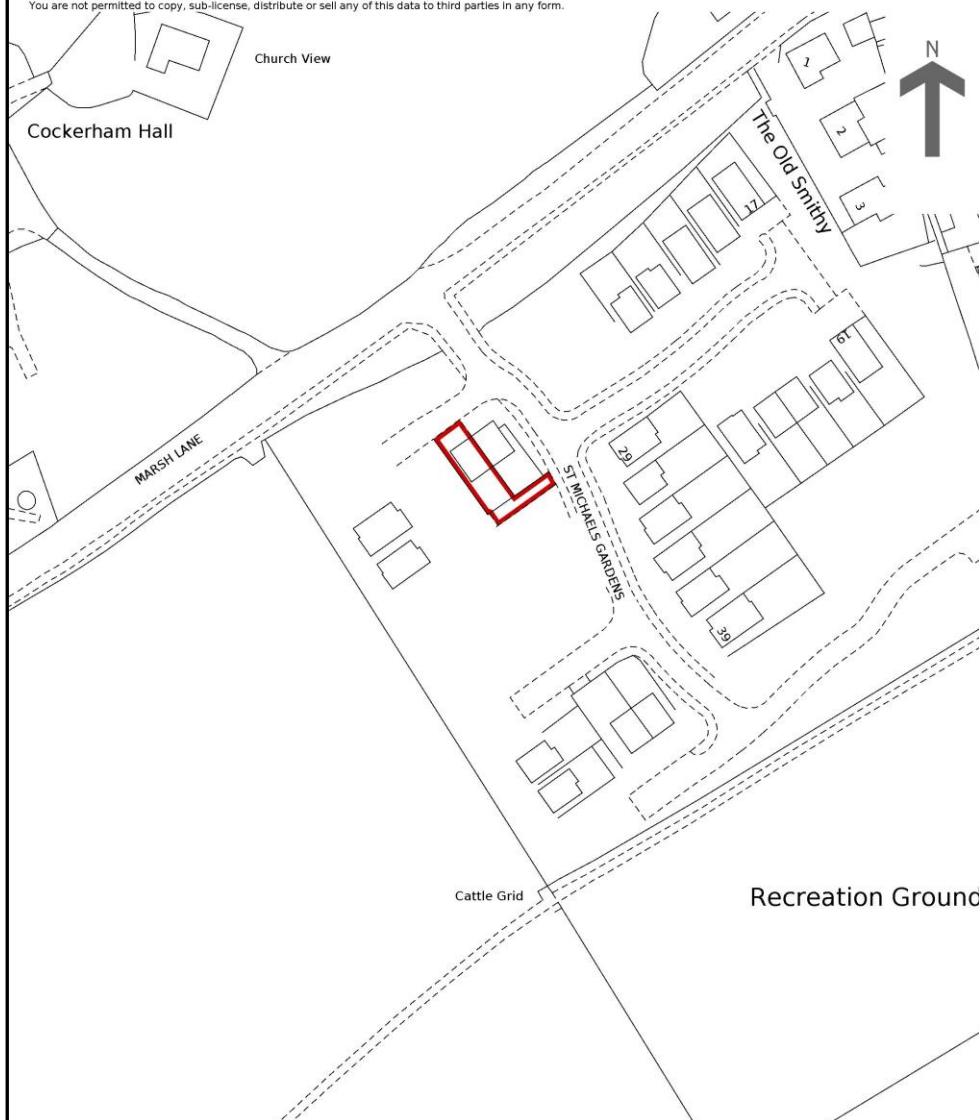 You are not permitted to copy, sub-license, distribute or sell any of this data to third parties in any form.
Church View
N
Cockerham Hall
1
2
The Old Smithy
3
17
61
MARSH LANE
29
ST MICHAELS GARDENS
39
Cattle Grid
Recreation Ground